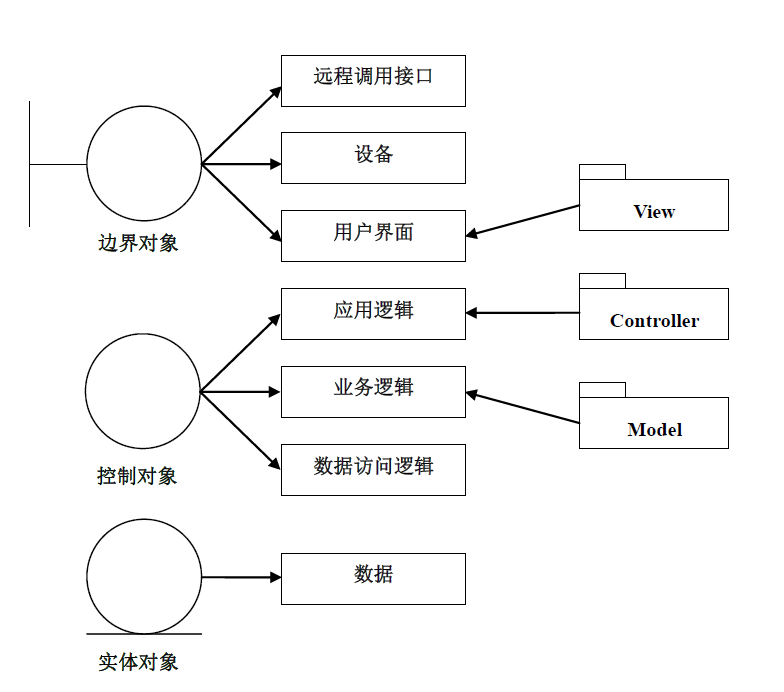 远程调用接口
设备
用户界面
View
边界对象
应用逻辑
Controller
业务逻辑
Model
数据访问逻辑
控制对象
数据
实体对象